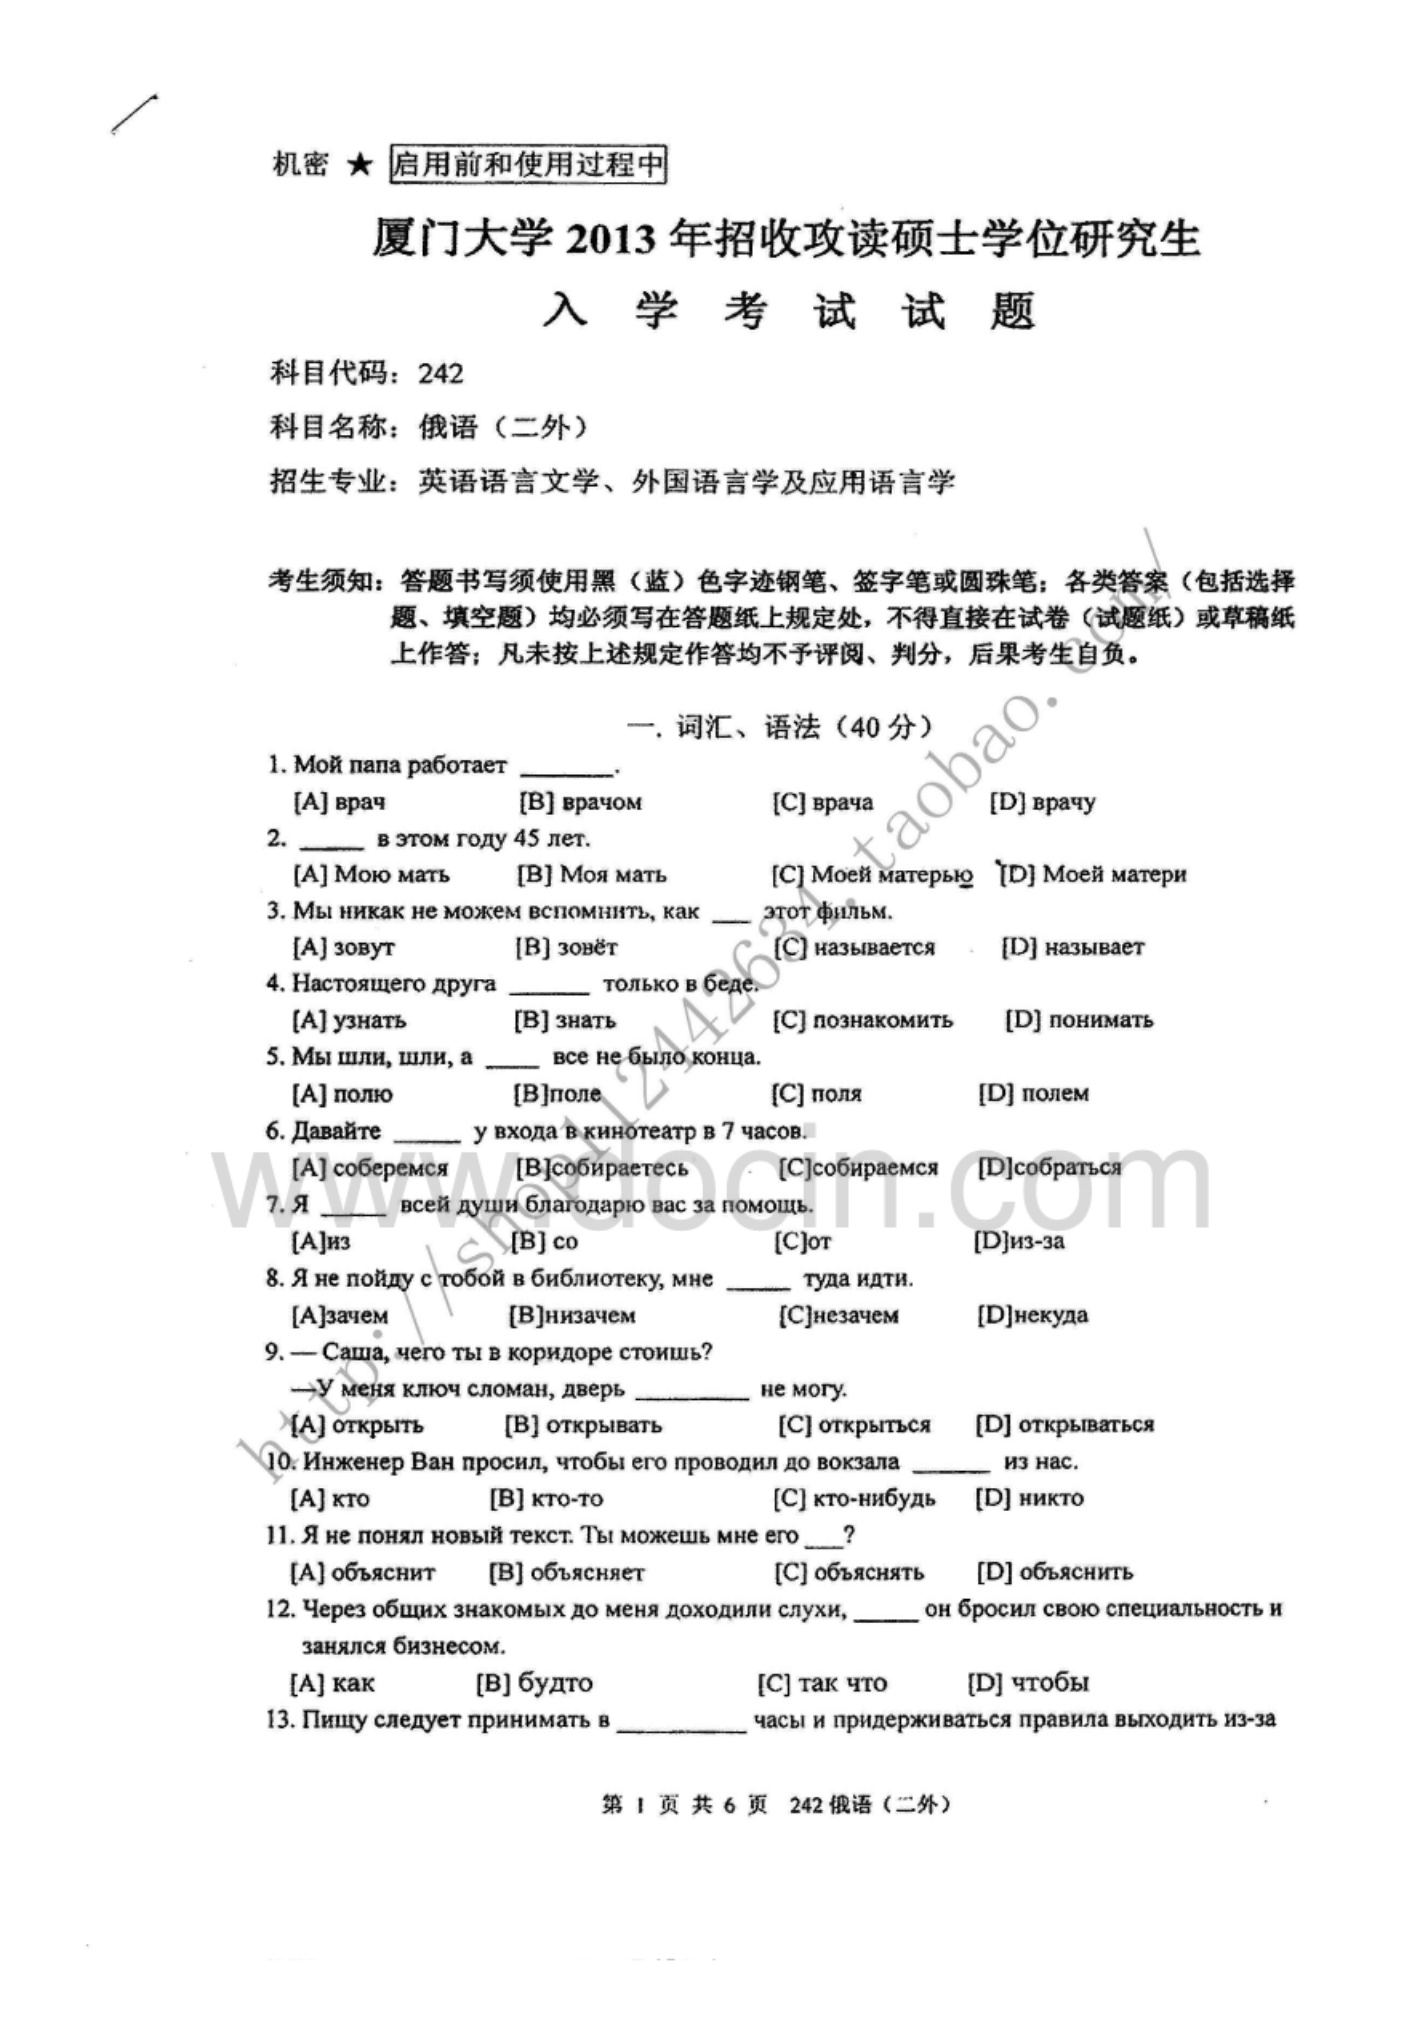 机密 ★ 启用前和使用过程中
厦门大学 2013 年招收攻读硕士学位研究生
入 学 考 试 试 题
科目代码：242
科目名称：俄语（二外）
招生专业：英语语言文学、外国语言学及应用语言学
考生须知：答题书写须使用黑（蓝）色字迹钢笔、签字笔或圆珠笔；各类答案（包括选择
题、填空题）均必须写在答题纸上规定处，不得直接在试卷（试题纸）或草稿纸
上作答；凡未按上述规定作答均不予评阅、判分，后果考生自负。
一. 词汇、语法（40 分）
1. Мой папа работает _______.
[A] врач [B] врачом [C] врача [D] врачу
2. _____ в этом году 45 лет.
[A] Мою мать [B] Моя мать [C] Моей матерью [D] Моей матери
3. Мы никак не можем вспомнить, как ___ этот фильм.
[A] зовут [B] зовёт [C] называется [D] называет
4. Настоящего друга ______ только в беде.
[A] узнать [B] знать [C] познакомить [D] понимать
5. Мы шли, шли, а ____ все не было конца.
[A] полю [B]поле [C] поля [D] полем
6. Давайте _____ у входа в кинотеатр в 7 часов.
[A] соберемся [B]собираетесь [C]собираемся [D]собраться
7. Я _____ всей души благодарю вас за помощь.
[A]из [B] со [C]от [D]из-за
8. Я не пойду с тобой в библиотеку, мне _____ туда идти.
[A]зачем [B]низачем [C]незачем [D]некуда
9. — Саша, чего ты в коридоре стоишь?
—У меня ключ сломан, дверь _________ не могу.
[A] открыть [B] открывать [C] открыться [D] открываться
10. Инженер Ван просил, чтобы его проводил до вокзала ______ из нас.
[A] кто [B] кто-то [C] кто-нибудь [D] никто
11. Я не понял новый текст. Ты можешь мне его ___?
[A] объяснит [B] объясняет [C] объяснять [D] объяснить
12. Через общих знакомых до меня доходили слухи, _____ он бросил свою специальность и
занялся бизнесом.
[A] как [B] будто [C] так что [D] чтобы
13. Пищу следует принимать в __________ часы и придерживаться правила выходить из-за
第 1 页 共 6 页 242 俄语（二外）
www.docin.com
http://shop112442634.taobao.com/